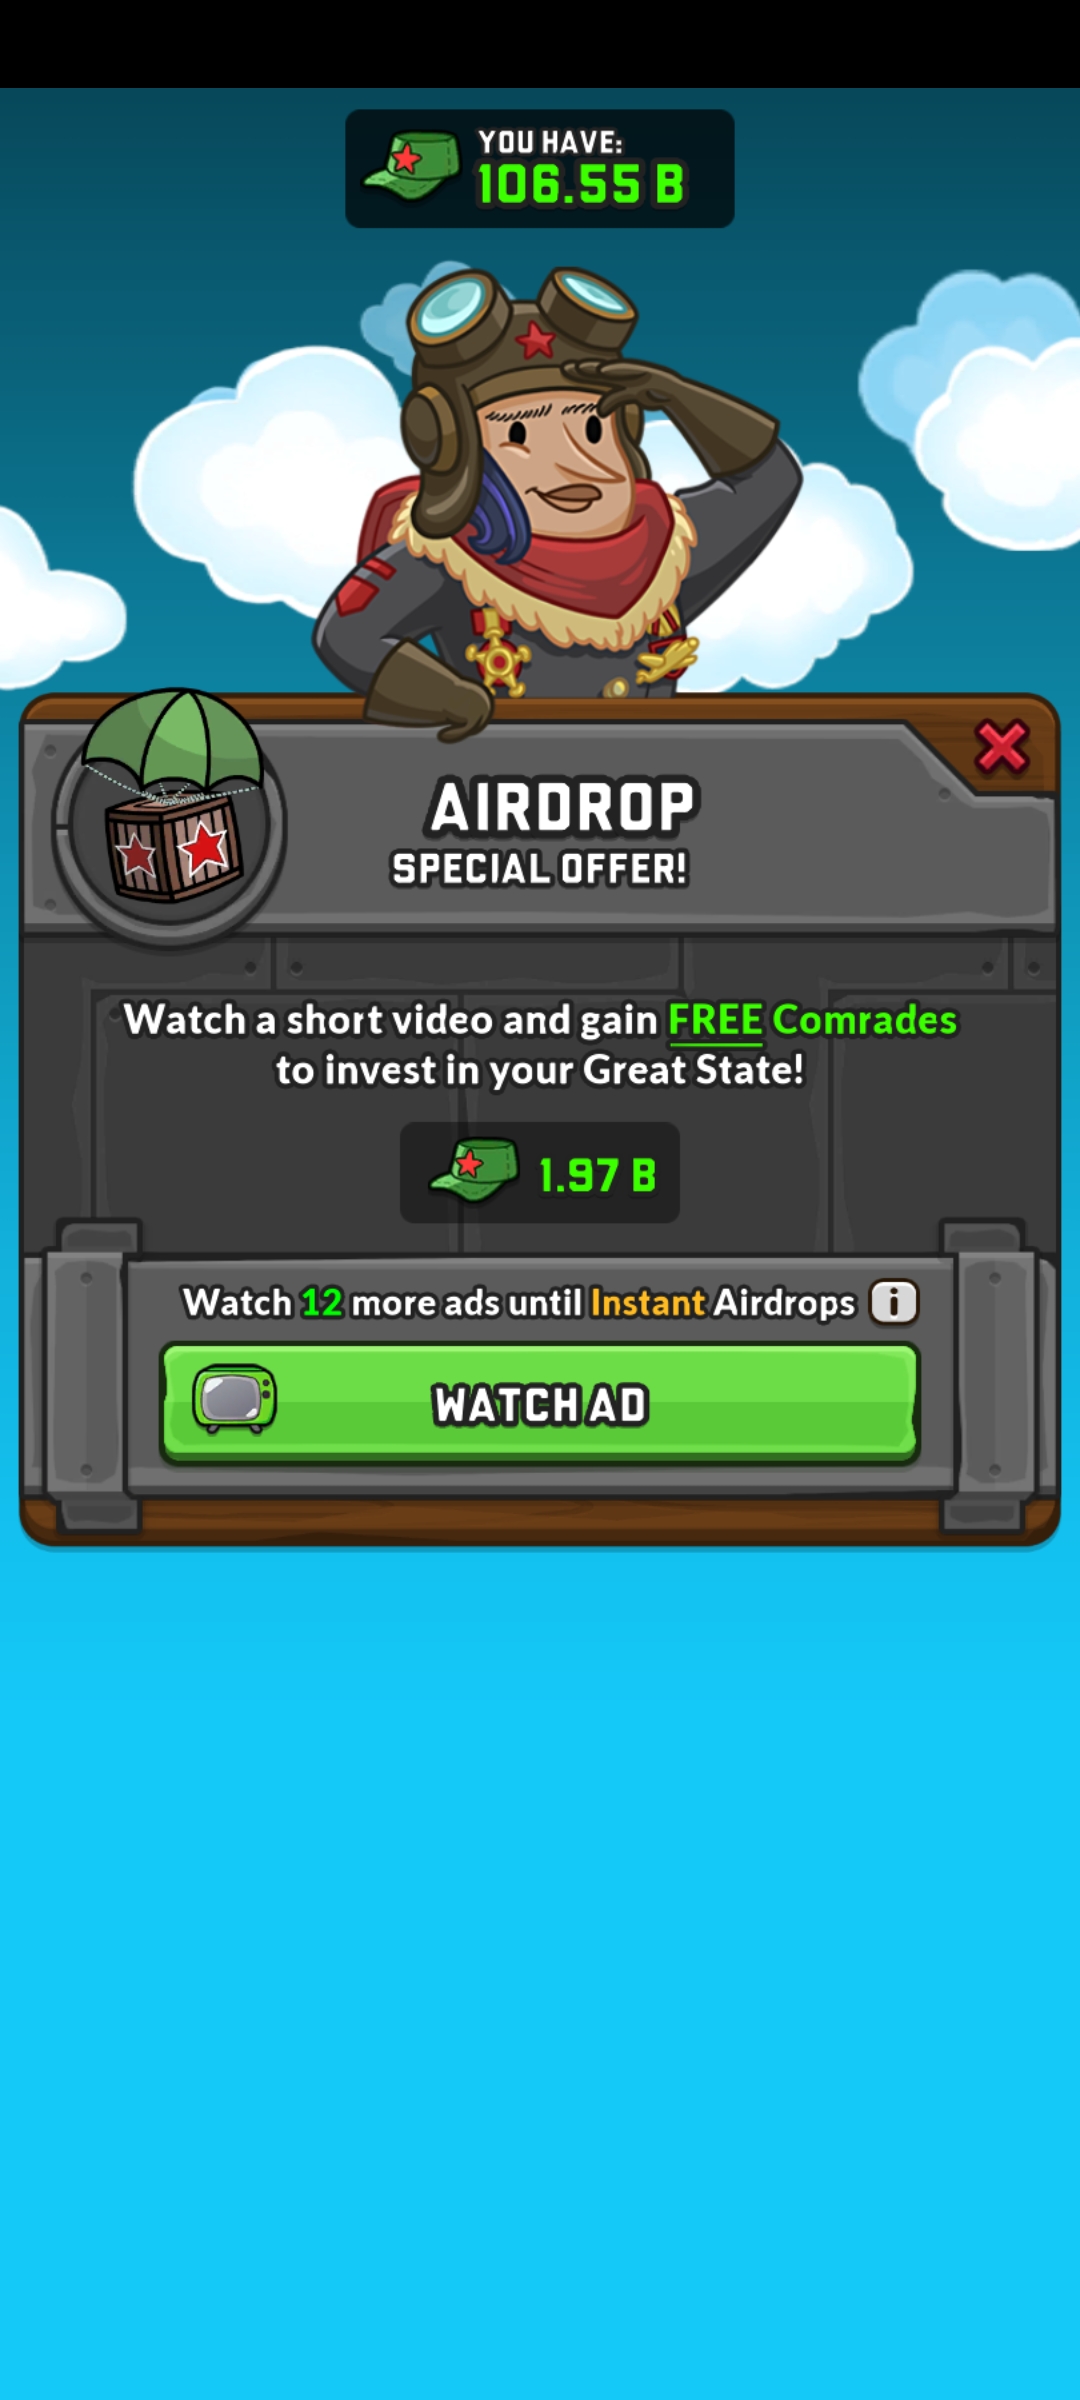 YOU HAVE:
106.55 B
AIRDROP
SPECIAL OFFER!
Watch a short video and gain FREE Comrades
to invest in your Great State!
1.97 B
Watch 12 more ads until Instant Airdrops i
WATCH AD